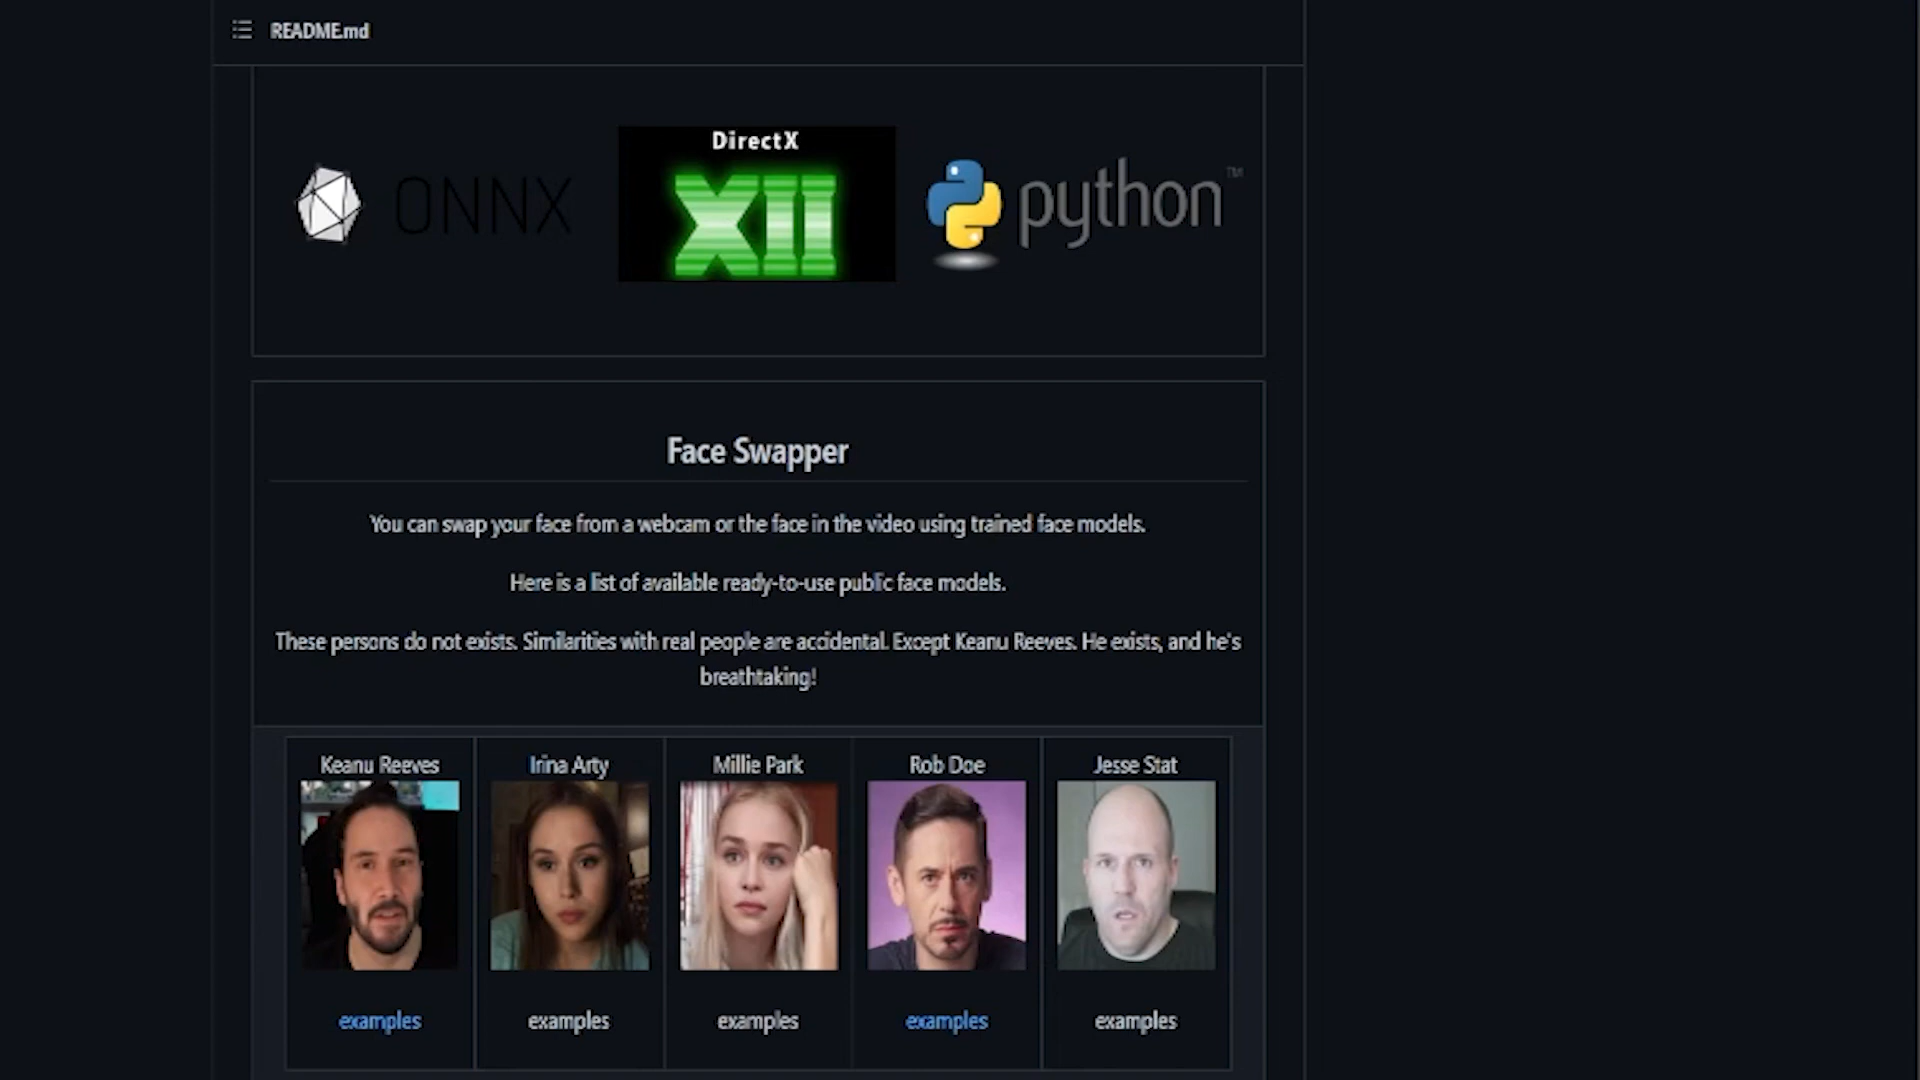 README.md
ONNX
DirectX
XII
python™
Face Swapper
You can swap your face from a webcam or the face in the video using trained face models.
Here is a list of available ready-to-use public face models.
These persons do not exists. Similarities with real people are accidental. Except Keanu Reeves. He exists, and he's
breathtaking!
Keanu Reeves
Irina Arty
Millie Park
Rob Doe
Jesse Stat
examples
examples
examples
examples
examples